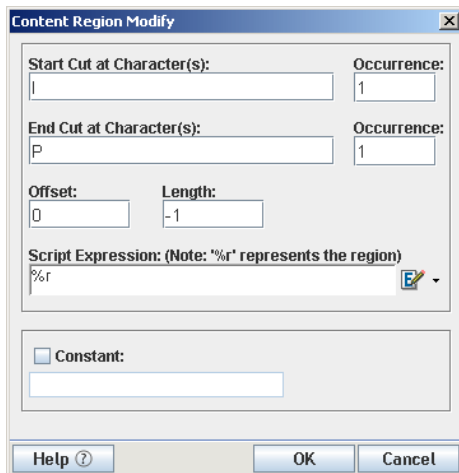 Content Region Modify
Start Cut at Character(s): Occurrence:
I 1
End Cut at Character(s): Occurrence:
P 1
Offset: Length:
0 -1
Script Expression: (Note: '%r' represents the region)
%r
Constant:
Help ? OK Cancel